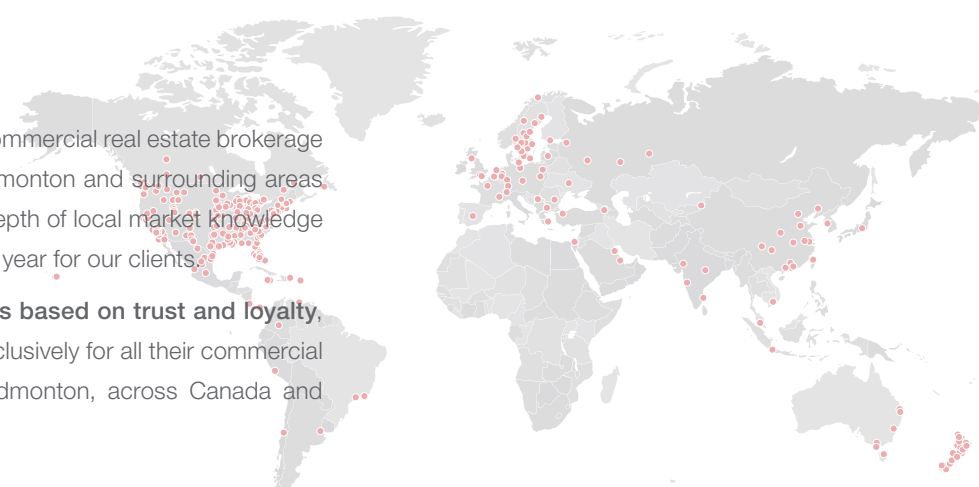 ommercial real estate brokerage
monton and surrounding areas
epth of local market knowledge
year for our clients.
s based on trust and loyalty,
clusively for all their commercial
dmonton, across Canada and